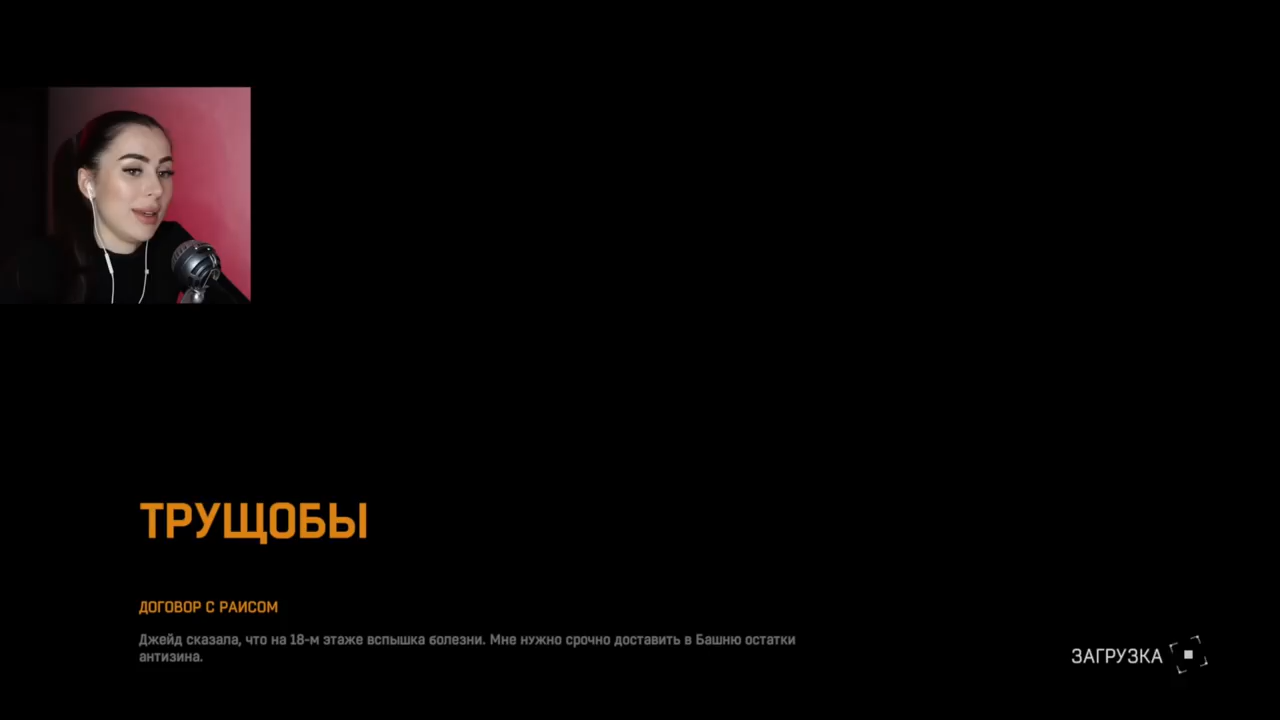 ТРУЩОБЫ
ДОГОВОР С РАИСОМ
Джейд сказала, что на 18-м этаже вспышка болезни. Мне нужно срочно доставить в Башню остатки
антизина.
ЗАГРУЗКА